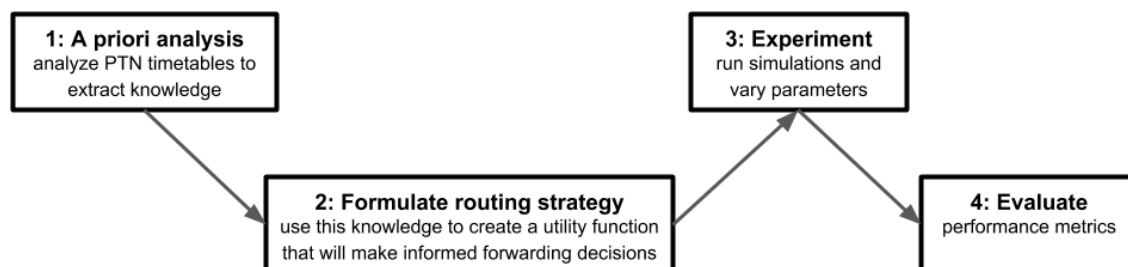 1: A priori analysis
analyze PTN timetables to
extract knowledge
2: Formulate routing strategy
use this knowledge to create a utility function
that will make informed forwarding decisions
3: Experiment
run simulations and
vary parameters
4: Evaluate
performance metrics